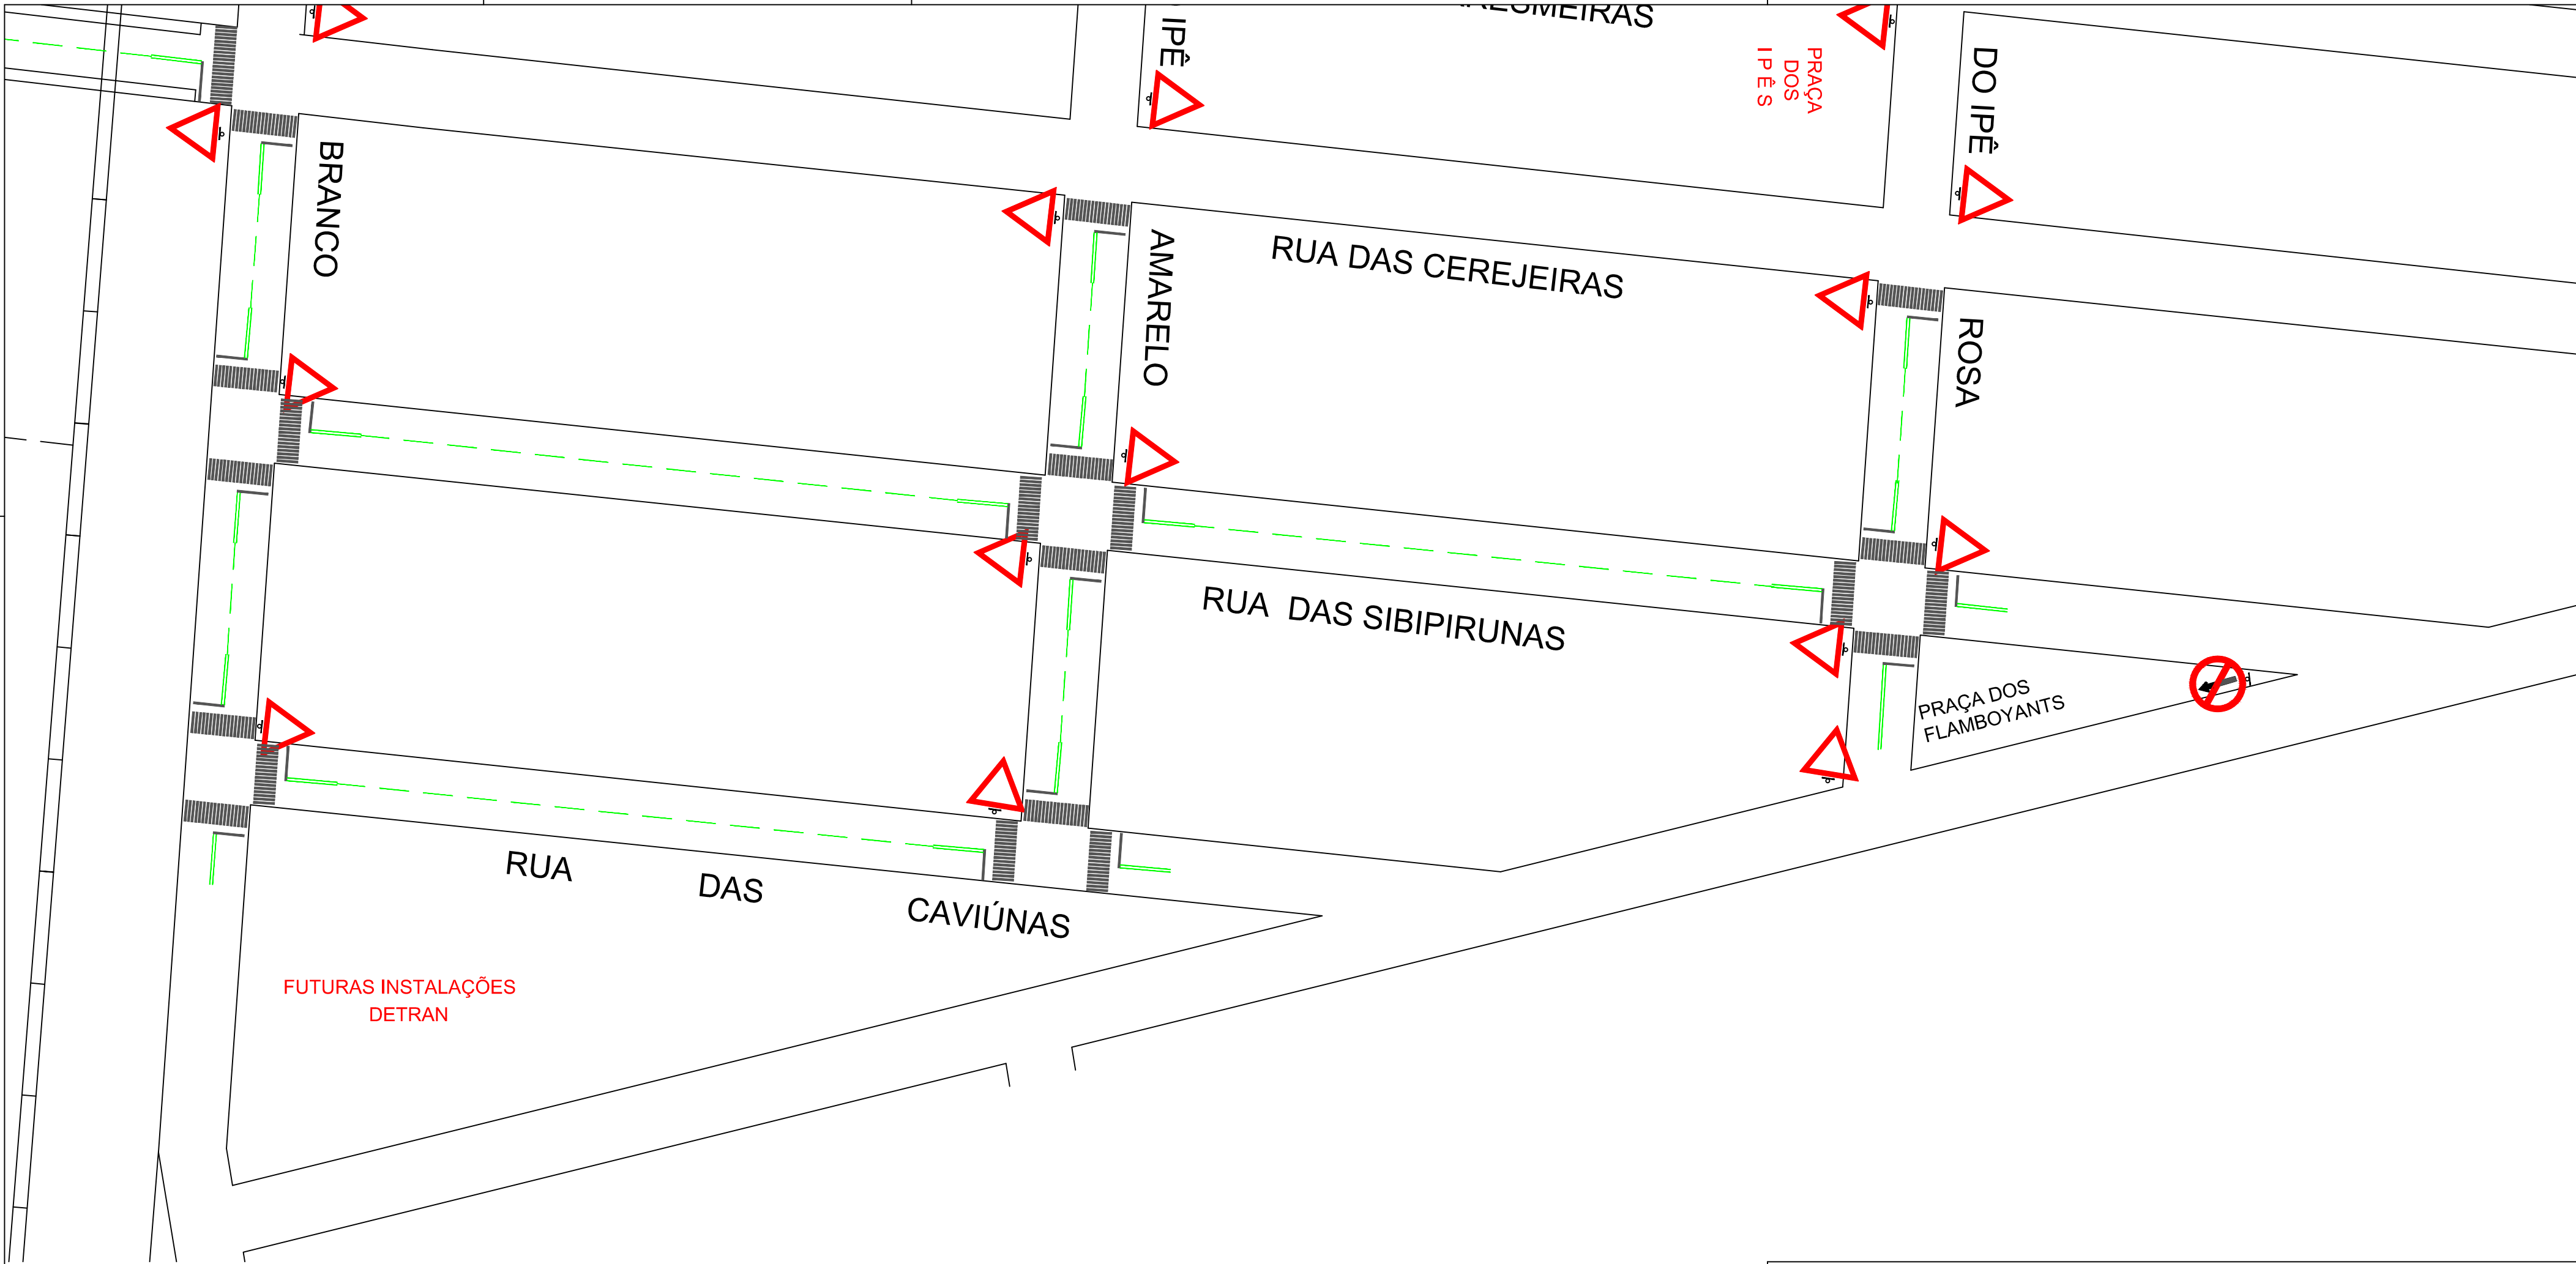 IPÊ
PRAÇA
DOS
I P Ê S
DO IPÊ
BRANCO
AMARELO
RUA DAS CEREJEIRAS
ROSA
RUA DAS SIBIPIRUNAS
PRAÇA DOS
FLAMBOYANTS
RUA DAS CAVIÚNAS
FUTURAS INSTALAÇÕES
DETRAN